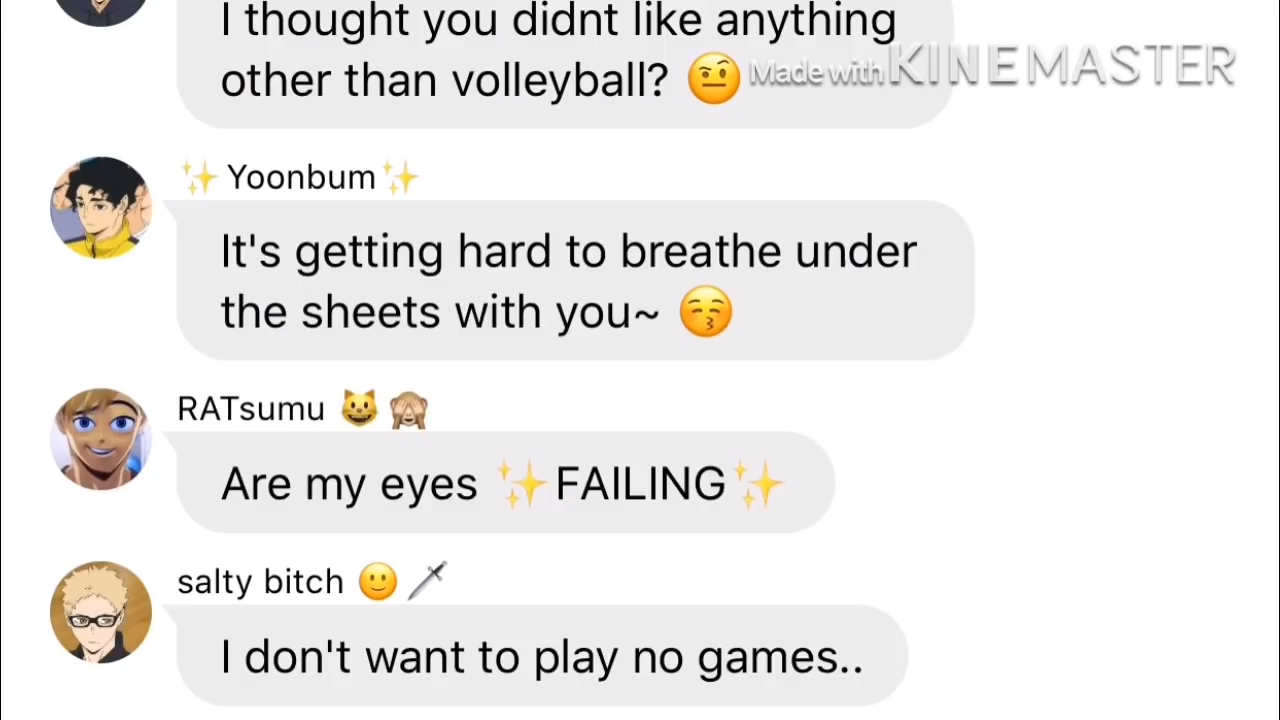 I thought you didnt like anything
other than volleyball? 🤨
Made with KINEMASTER
✨ Yoonbum ✨
It's getting hard to breathe under
the sheets with you~ 😚
RATsumu 😺 🙈
Are my eyes ✨FAILING✨
salty bitch 🙂 🗡️
I don't want to play no games..